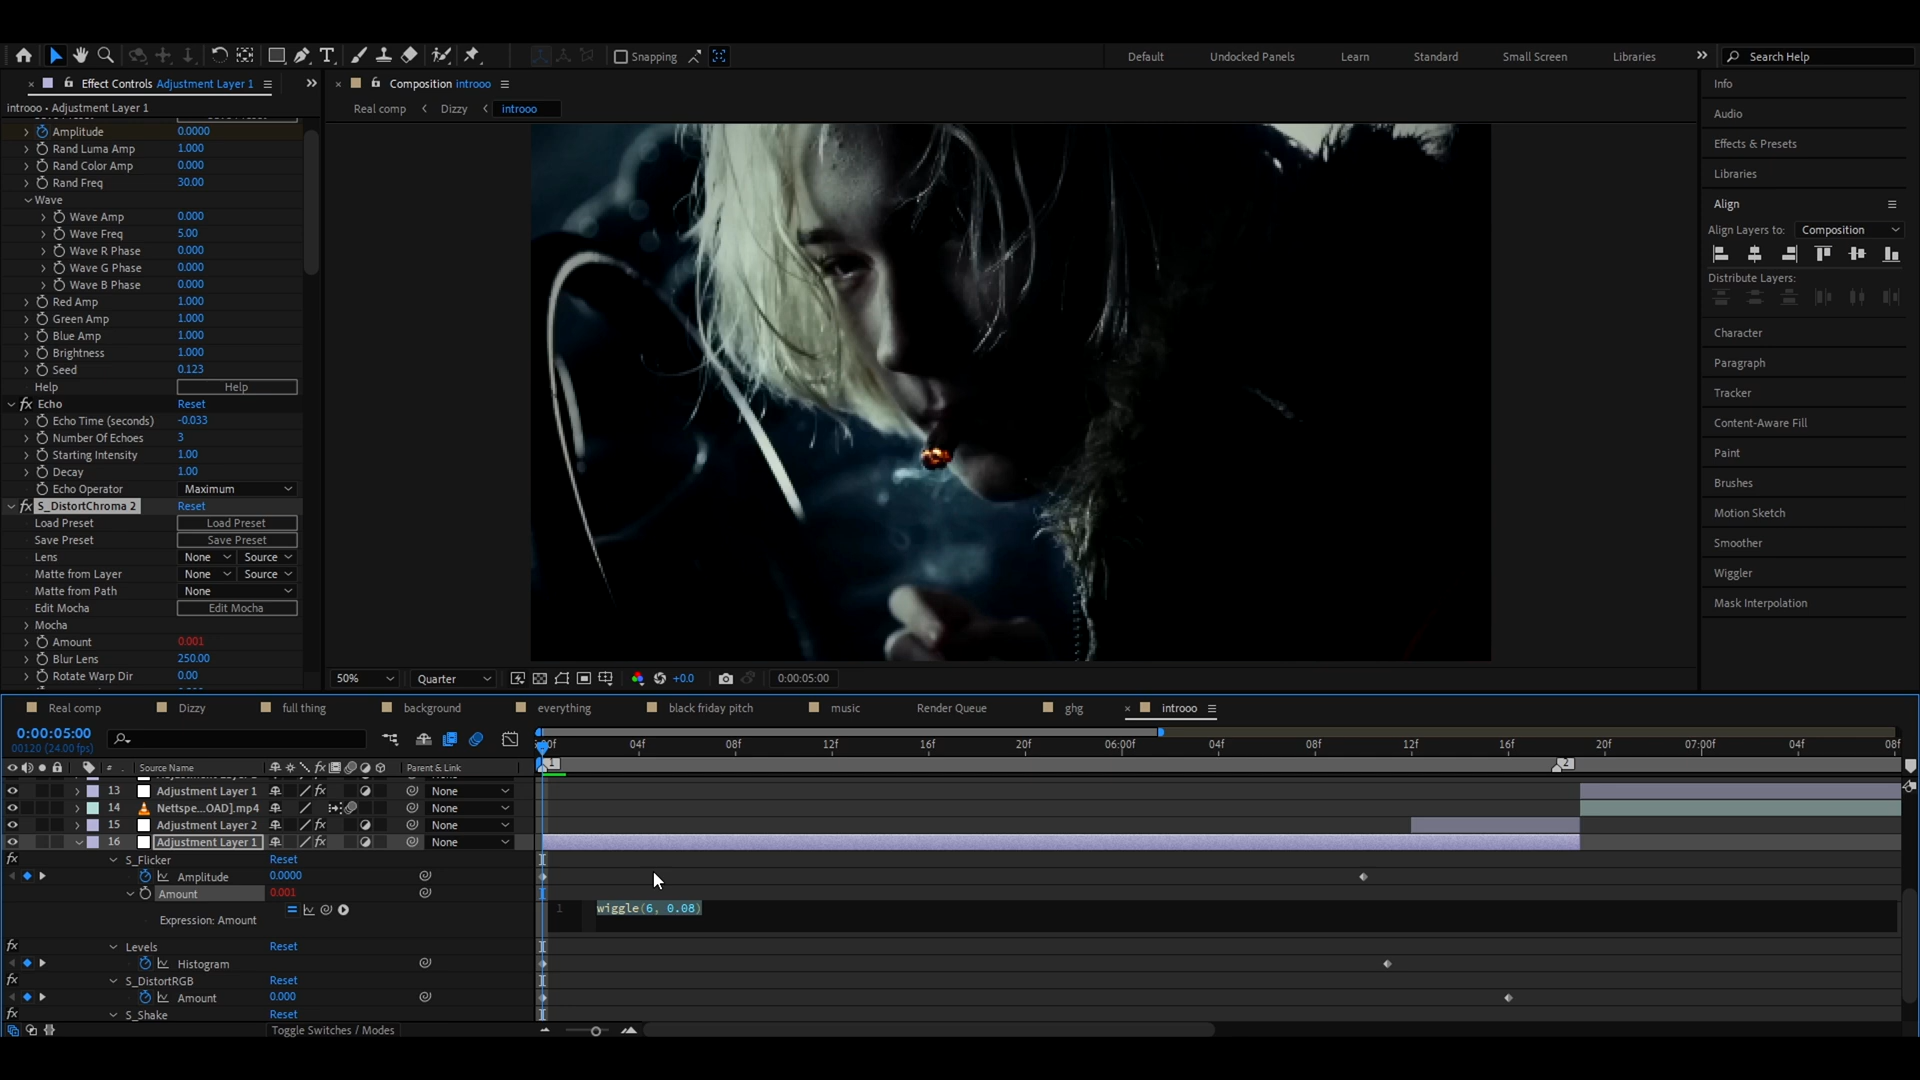 Snapping
Default
Undocked Panels
Learn
Standard
Small Screen
Libraries
Search Help
Effect Controls Adjustment Layer 1
introoo • Adjustment Layer 1
Amplitude 0.0000
Rand Luma Amp 1.000
Rand Color Amp 0.000
Rand Freq 30.00
Wave
Wave Amp 0.000
Wave Freq 5.00
Wave R Phase 0.000
Wave G Phase 0.000
Wave B Phase 0.000
Red Amp 1.000
Green Amp 1.000
Blue Amp 1.000
Brightness 1.000
Seed 0.123
Help Help
fx Echo Reset
Echo Time (seconds) -0.033
Number Of Echoes 3
Starting Intensity 1.00
Decay 1.00
Echo Operator Maximum
fx S_DistortChroma 2 Reset
Load Preset Load Preset
Save Preset Save Preset
Lens None Source
Matte from Layer None Source
Matte from Path None
Edit Mocha Edit Mocha
Mocha
Amount 0.001
Blur Lens 250.00
Rotate Warp Dir 0.00
Composition introoo
Real comp Dizzy introoo
50% Quarter +0.0 0:00:05:00
Info
Audio
Effects & Presets
Libraries
Align
Align Layers to: Composition
Distribute Layers:
Character
Paragraph
Tracker
Content-Aware Fill
Paint
Brushes
Motion Sketch
Smoother
Wiggler
Mask Interpolation
Real comp Dizzy full thing background everything black friday pitch music Render Queue ghg introoo
0:00:05:00
00120 (24.00 fps)
04f 08f 12f 16f 20f 06:00f 04f 08f 12f 16f 20f 07:00f 04f 08f
# Source Name fx Parent & Link
1 2
13 Adjustment Layer 1 fx None
14 Nettspe...OAD].mp4 None
15 Adjustment Layer 2 fx None
16 Adjustment Layer 1 fx None
fx S_Flicker Reset
Amplitude 0.0000
Amount 0.001
1 wiggle(6, 0.08)
Expression: Amount
fx Levels Reset
Histogram
fx S_DistortRGB Reset
Amount 0.000
fx S_Shake Reset
Toggle Switches / Modes